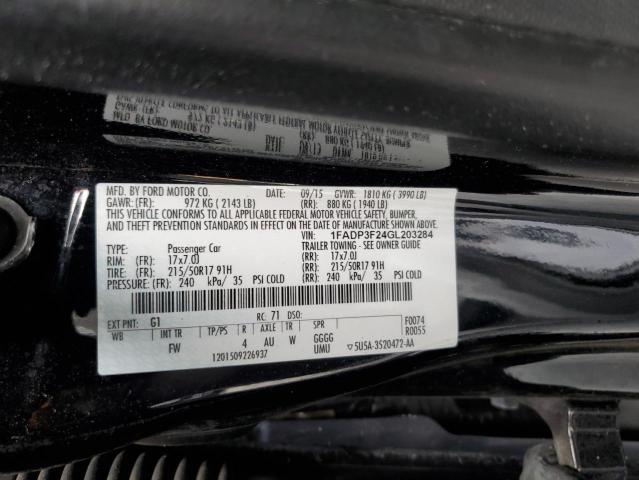 MFD. BY FORD MOTOR CO. DATE: 09/15 GVWR: 1810 KG ( 3990 LB)
GAWR: (FR): 972 KG ( 2143 LB) (RR): 880 KG ( 1940 LB)
THIS VEHICLE CONFORMS TO ALL APPLICABLE FEDERAL MOTOR VEHICLE SAFETY, BUMPER,
AND THEFT PREVENTION STANDARDS IN EFFECT ON THE DATE OF MANUFACTURE SHOWN ABOVE.
VIN: 1FADP3F24GL203284
TYPE: Passenger Car TRAILER TOWING - SEE OWNER GUIDE
RIM: (FR): 17x7.0J (RR): 17x7.0J
TIRE: (FR): 215/50R17 91H (RR): 215/50R17 91H
PRESSURE: (FR): 240 kPa/ 35 PSI COLD (RR): 240 kPa/ 35 PSI COLD
EXT PNT: G1 RC: 71 DSO: F0074
WB INT TR TP/PS R AXLE TR SPR R0055
FW 4 AU W GGGG
UMU 5U5A-3520472-AA
1201509226937